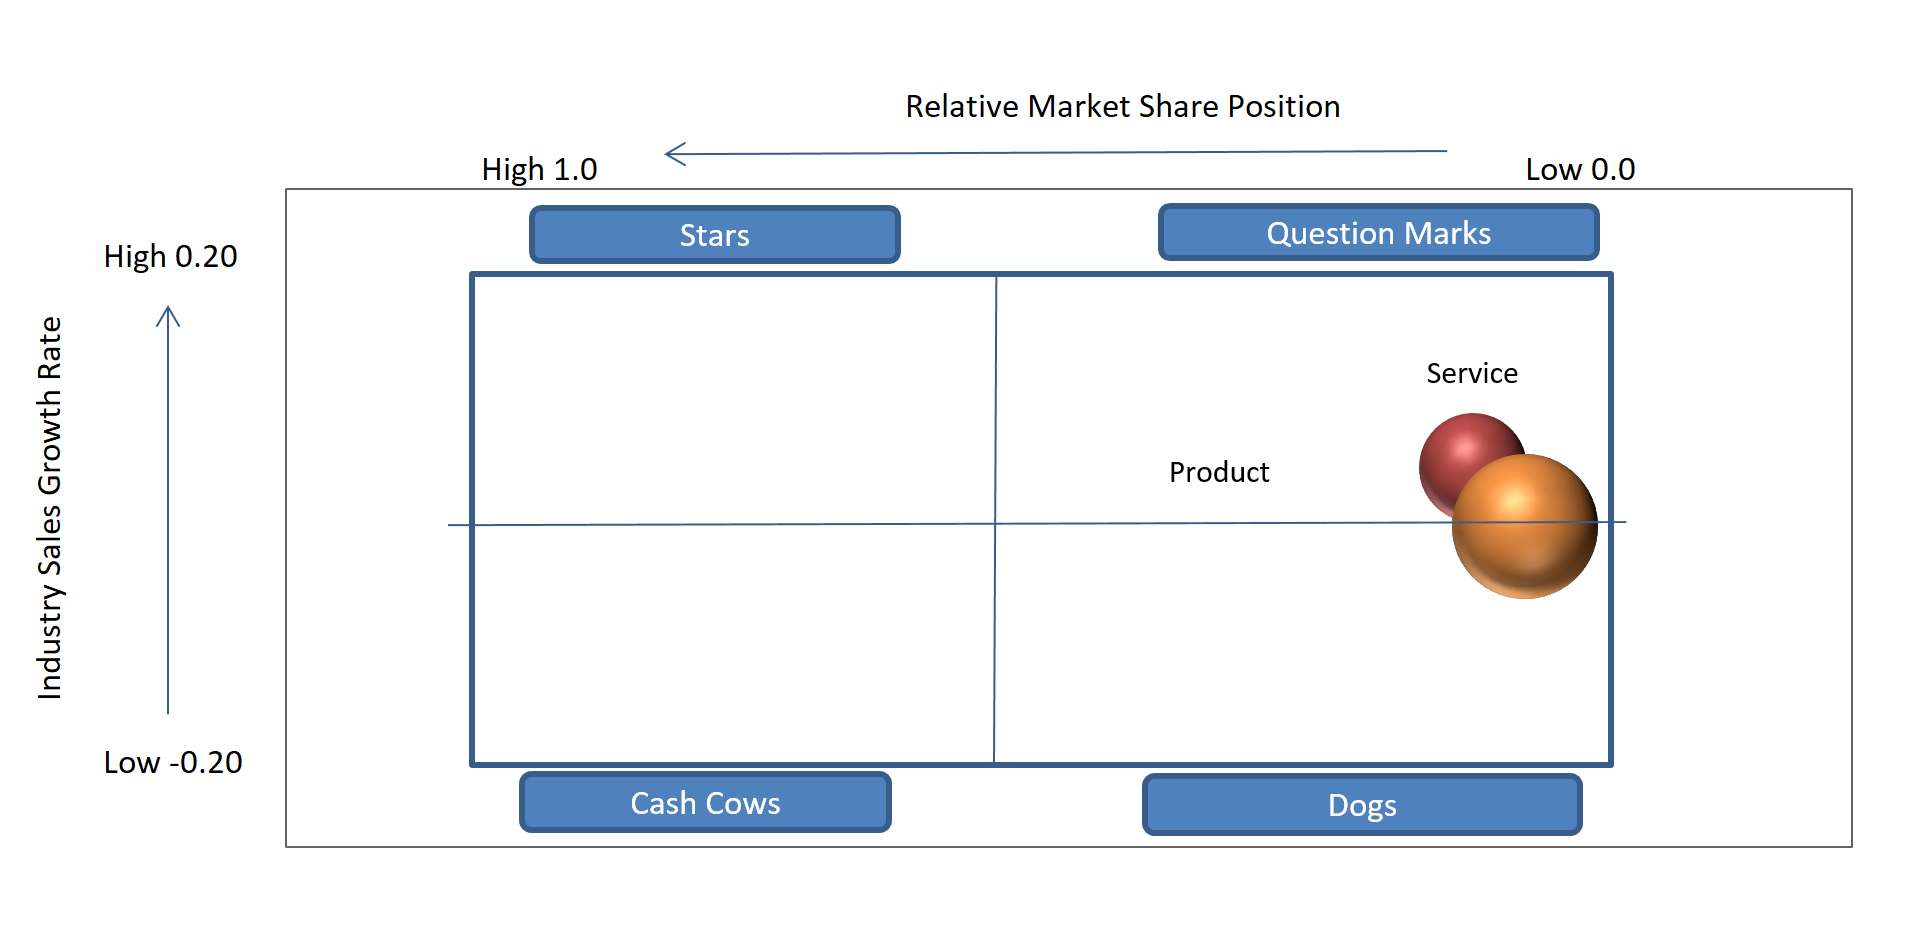 Relative Market Share Position
High 1.0
Low 0.0
Stars
Question Marks
High 0.20
Industry Sales Growth Rate
Service
Product
Low -0.20
Cash Cows
Dogs